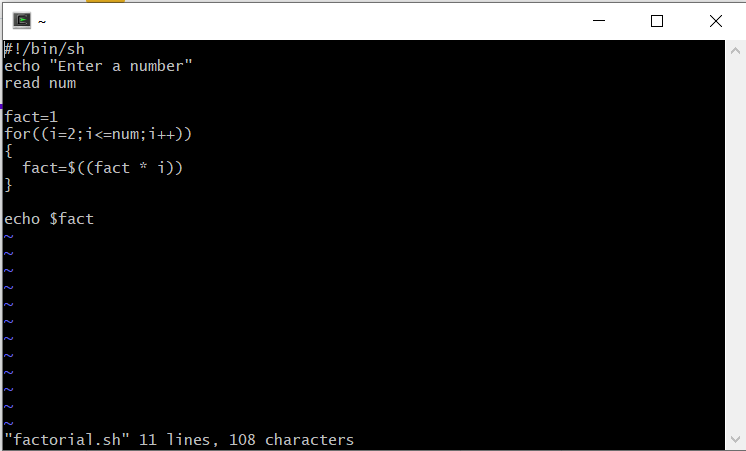 ~
#!/bin/sh
echo "Enter a number"
read num

fact=1
for((i=2;i<=num;i++))
{
  fact=$((fact * i))
}

echo $fact
~
~
~
~
~
~
~
~
~
~
~
~
"factorial.sh" 11 lines, 108 characters